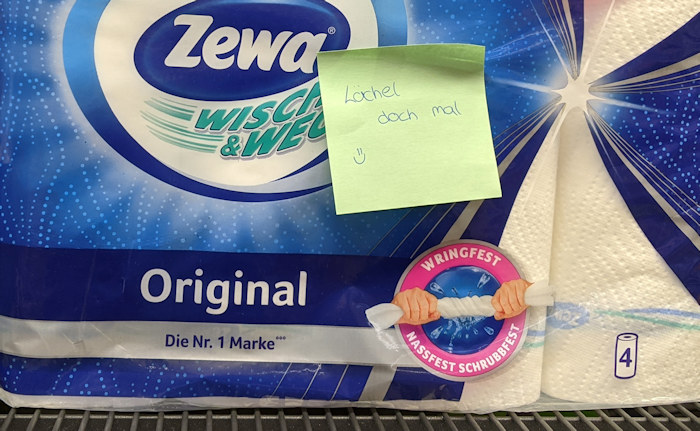 Zewa®
WISCH
& WEG
Lächel
doch mal
:)
Original
Die Nr. 1 Marke***
WRINGFEST
NASSFEST SCHRUBBFEST
4